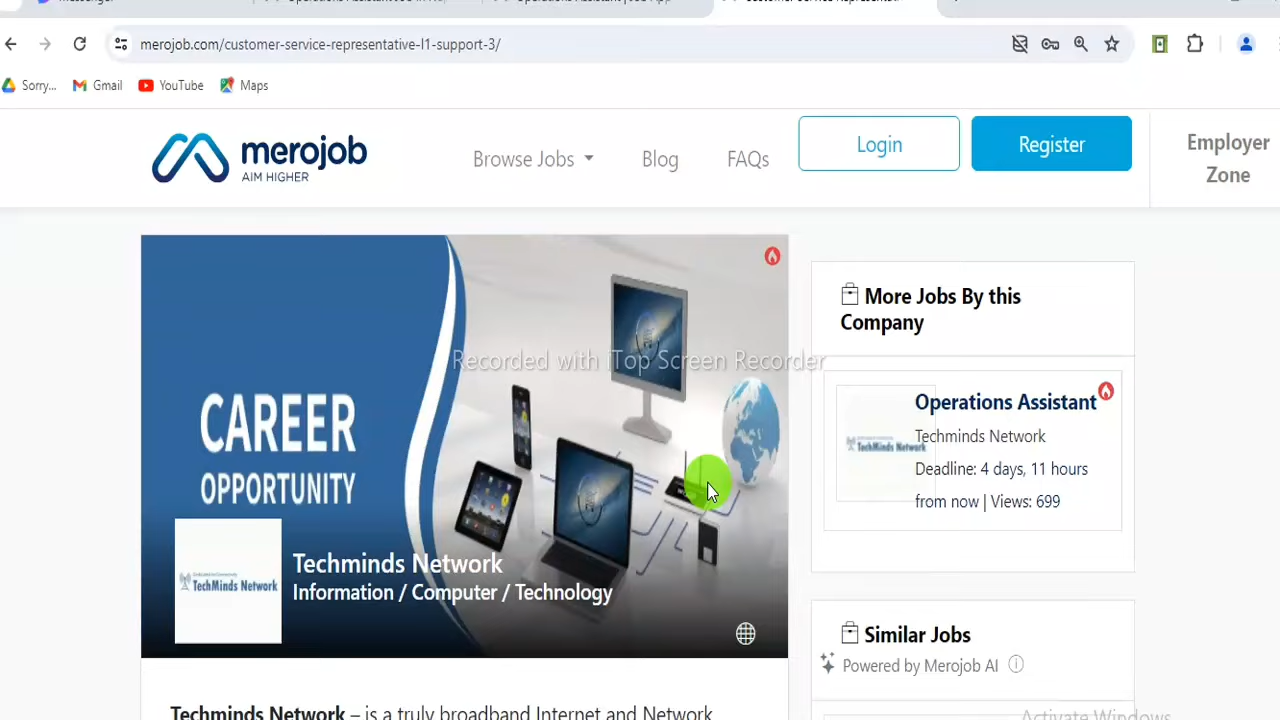 merojob.com/customer-service-representative-l1-support-3/
Sorry...
Gmail
YouTube
Maps
merojob
AIM HIGHER
Browse Jobs
Blog
FAQs
Login
Register
Employer
Zone
CAREER
OPPORTUNITY
TechMinds Network
Techminds Network
Information / Computer / Technology
Recorded with iTop Screen Recorder
Techminds Network – is a truly broadband Internet and Network
More Jobs By this
Company
TechMinds Network
Operations Assistant
Techminds Network
Deadline: 4 days, 11 hours
from now | Views: 699
Similar Jobs
Powered by Merojob AI
Activate Windows